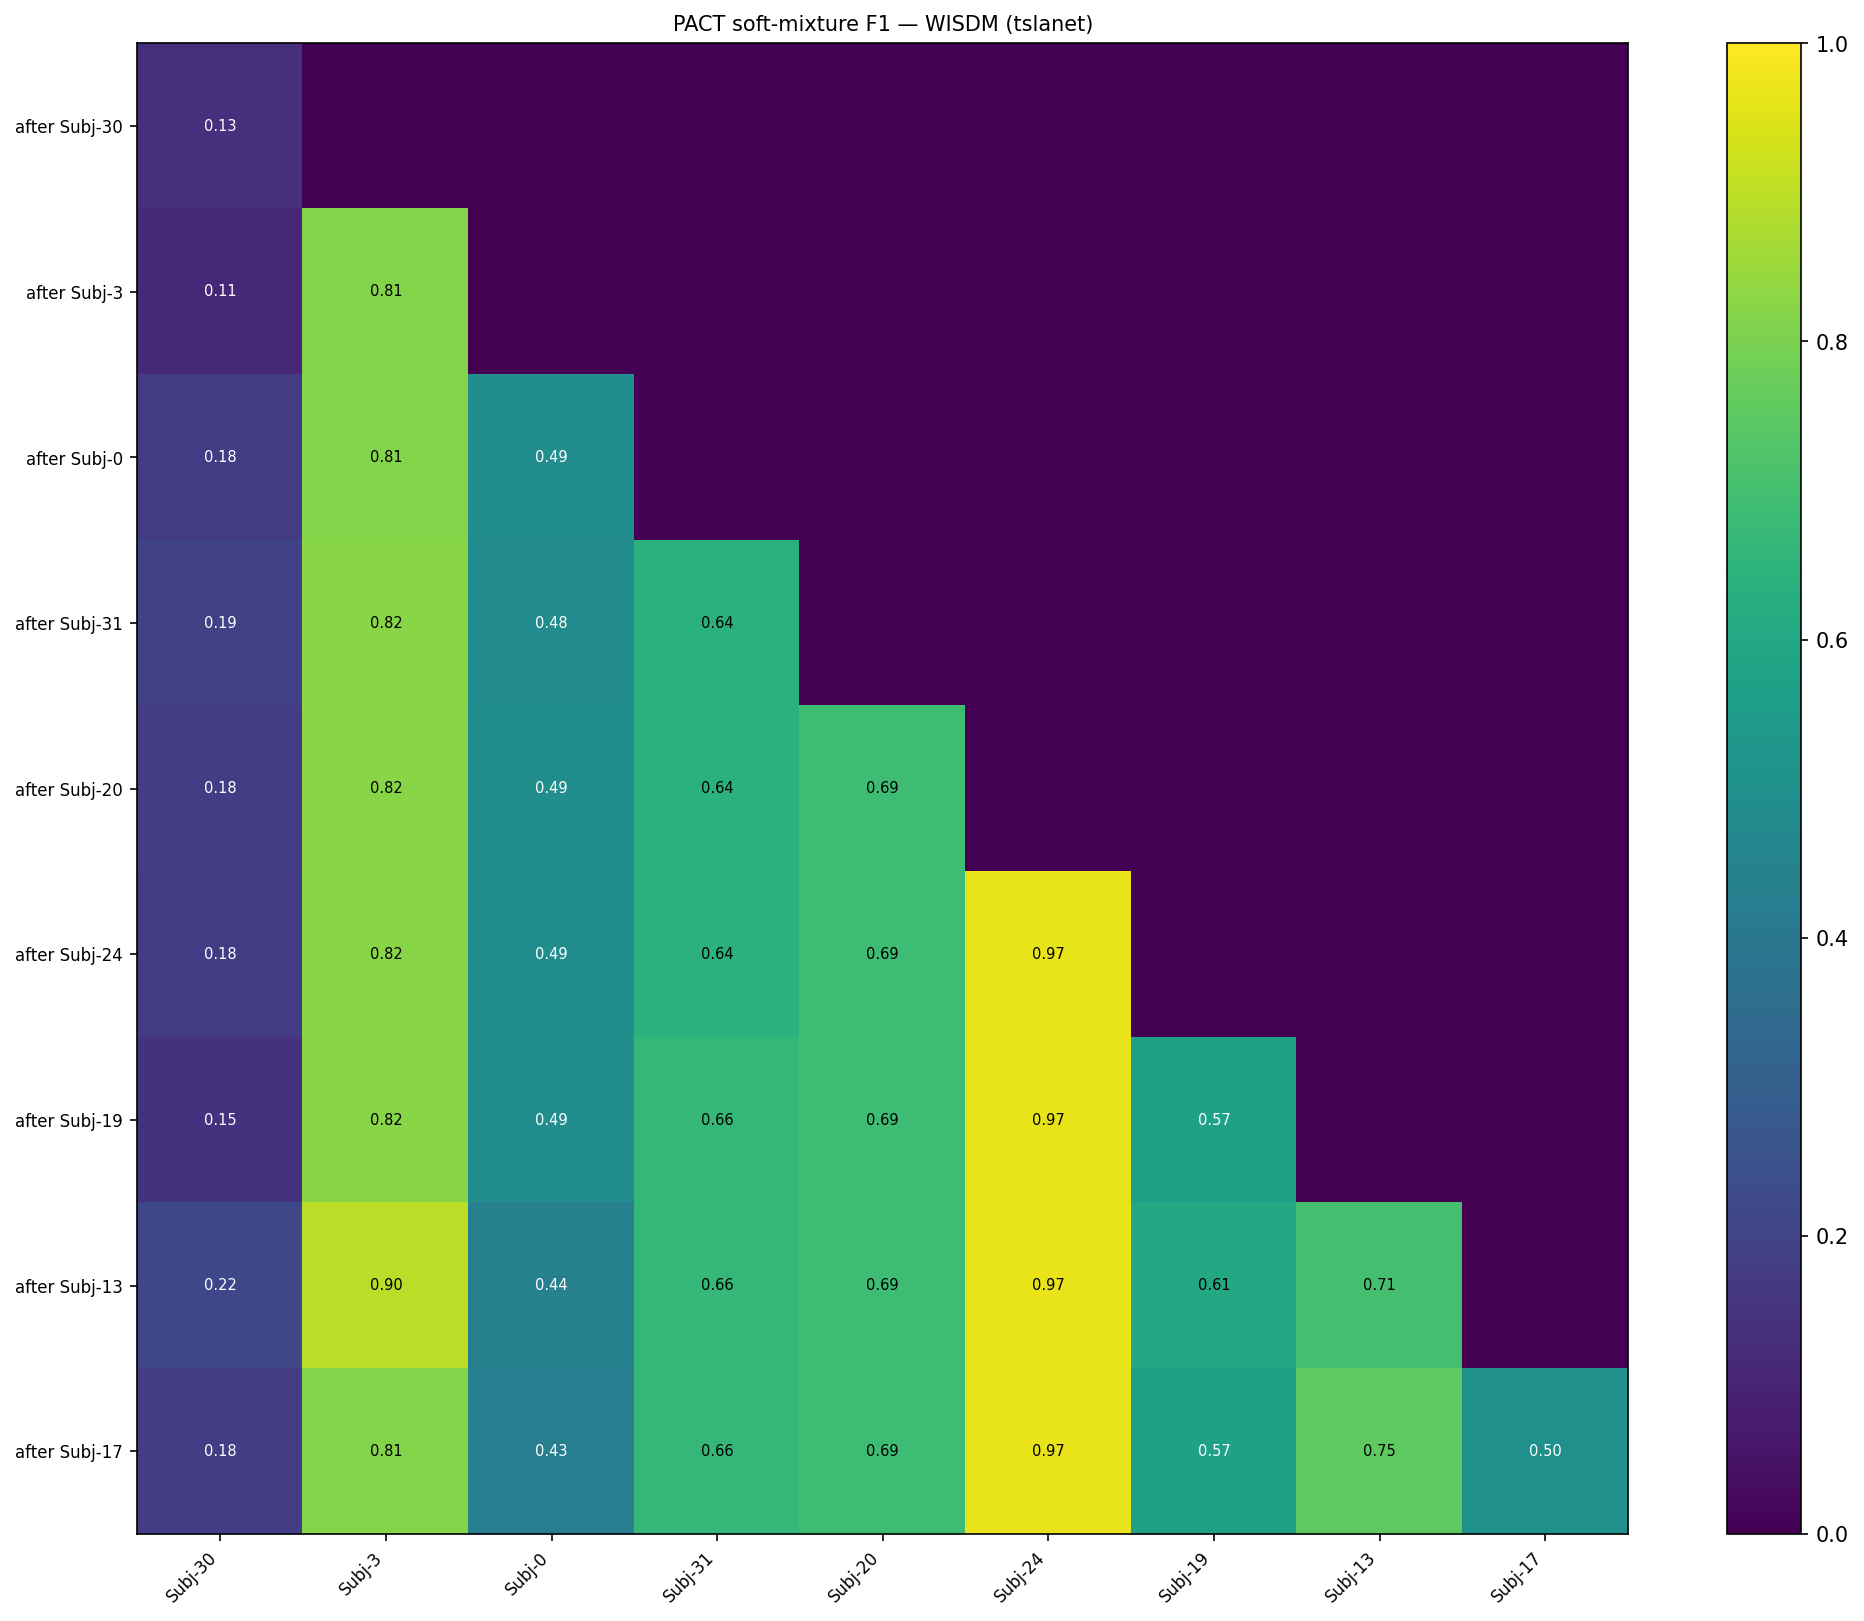 PACT soft-mixture F1 — WISDM (tslanet)
1.0
after Subj-30 0.13
after Subj-3 0.11 0.81
0.8
after Subj-0 0.18 0.81 0.49
after Subj-31 0.19 0.82 0.48 0.64
0.6
after Subj-20 0.18 0.82 0.49 0.64 0.69
0.4
after Subj-24 0.18 0.82 0.49 0.64 0.69 0.97
after Subj-19 0.15 0.82 0.49 0.66 0.69 0.97 0.57
0.2
after Subj-13 0.22 0.90 0.44 0.66 0.69 0.97 0.61 0.71
after Subj-17 0.18 0.81 0.43 0.66 0.69 0.97 0.57 0.75 0.50
0.0
Subj-30 Subj-3 Subj-0 Subj-31 Subj-20 Subj-24 Subj-19 Subj-13 Subj-17